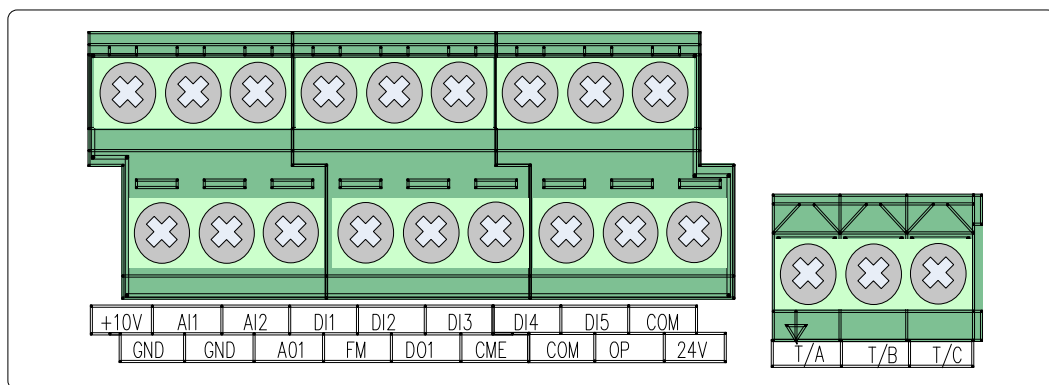 +10V AI1 AI2 DI1 DI2 DI3 DI4 DI5 COM
GND GND AO1 FM DO1 CME COM OP 24V
T/A T/B T/C